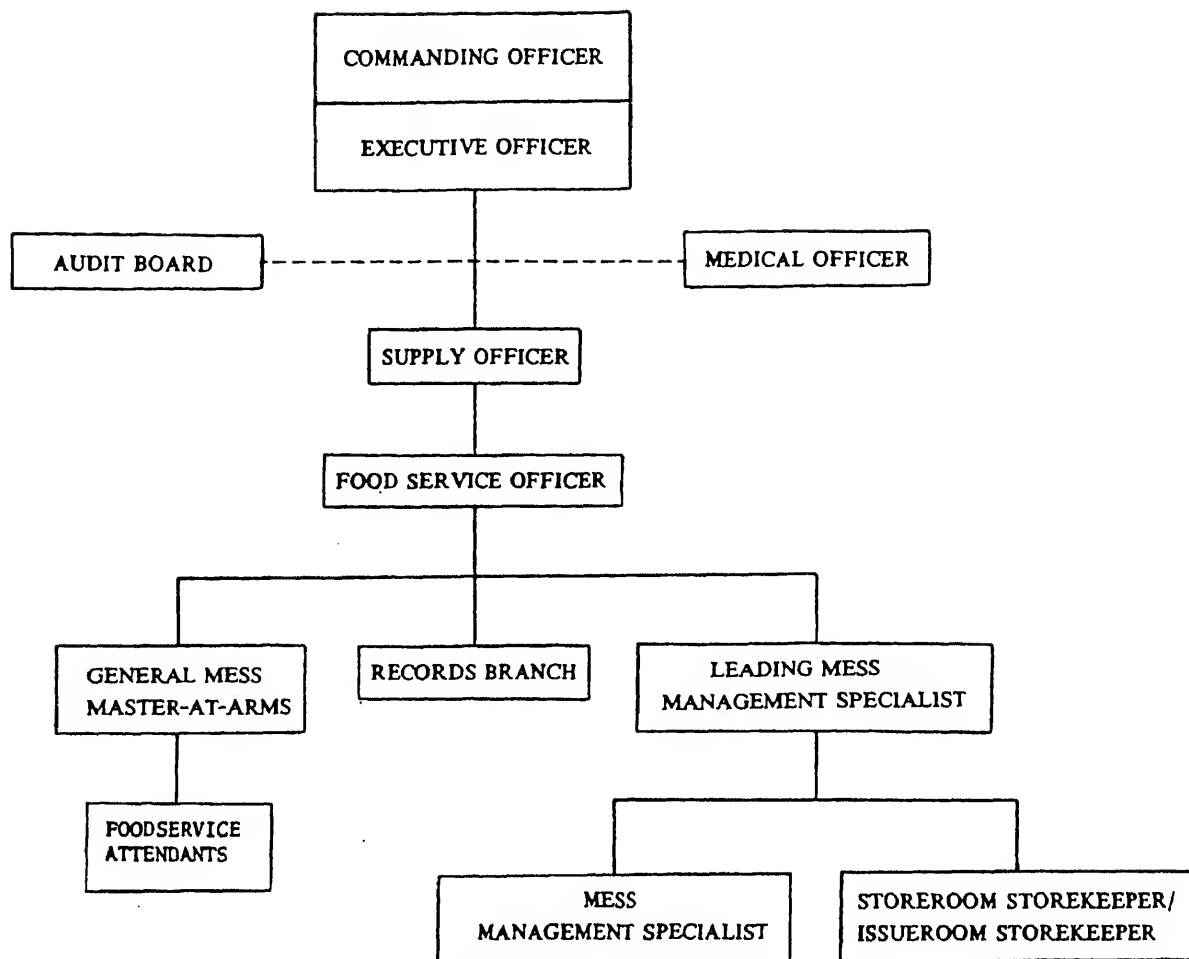 COMMANDING OFFICER
EXECUTIVE OFFICER
AUDIT BOARD
MEDICAL OFFICER
SUPPLY OFFICER
FOOD SERVICE OFFICER
GENERAL MESS
MASTER-AT-ARMS
RECORDS BRANCH
LEADING MESS
MANAGEMENT SPECIALIST
FOODSERVICE
ATTENDANTS
MESS
MANAGEMENT SPECIALIST
STOREROOM STOREKEEPER/
ISSUEROOM STOREKEEPER